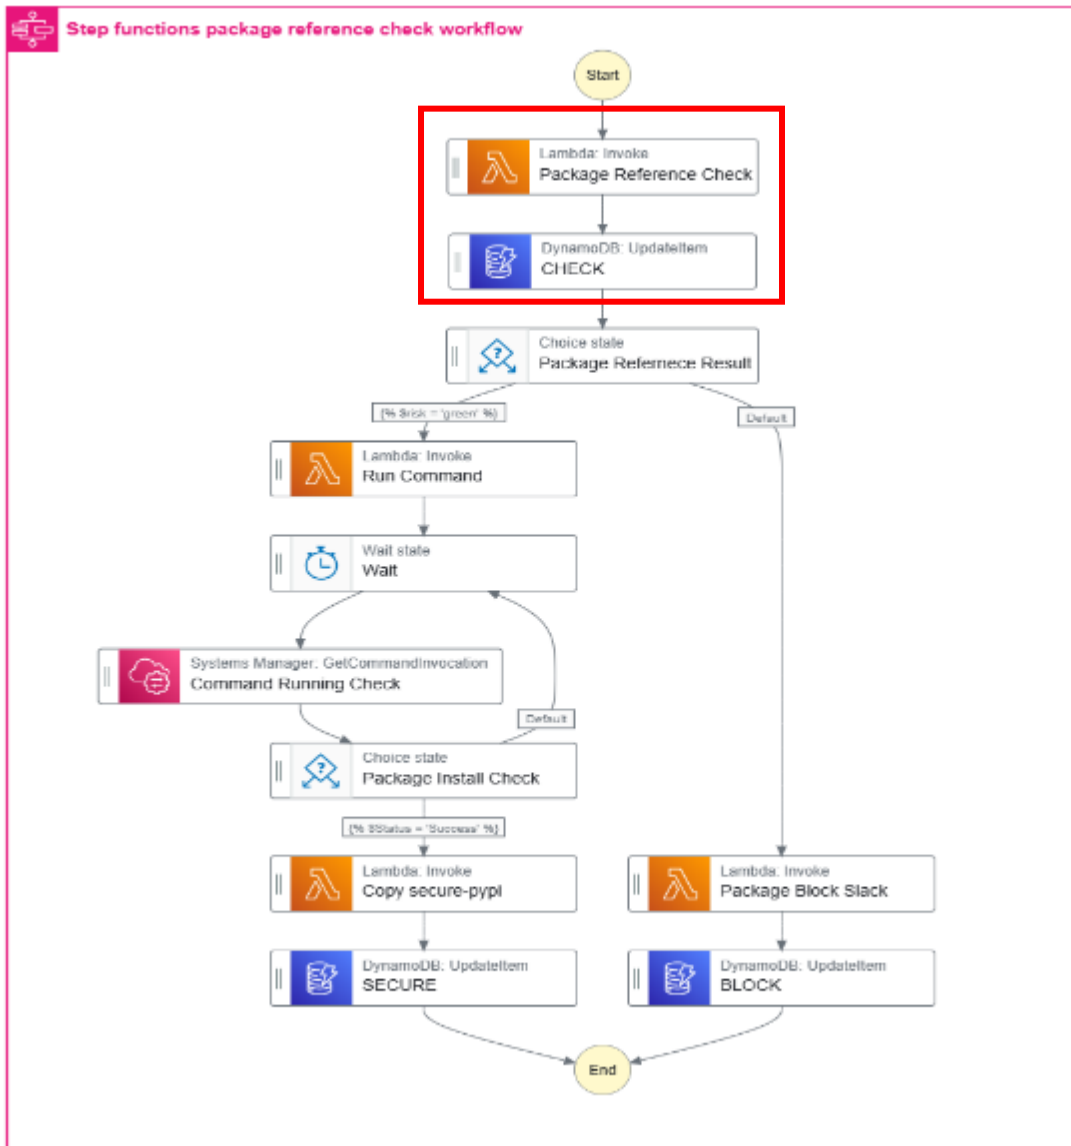 Step functions package reference check workflow
Start
Lambda: Invoke
Package Reference Check
DynamoDB: UpdateItem
CHECK
Choice state
Package Refernece Result
{% $risk = 'green' %}
Default
Lambda: Invoke
Run Command
Wait state
Wait
Systems Manager: GetCommandInvocation
Command Running Check
Default
Choice state
Package Install Check
{% $Status = 'Success' %}
Lambda: Invoke
Copy secure-pypi
Lambda: Invoke
Package Block Slack
DynamoDB: UpdateItem
SECURE
DynamoDB: UpdateItem
BLOCK
End